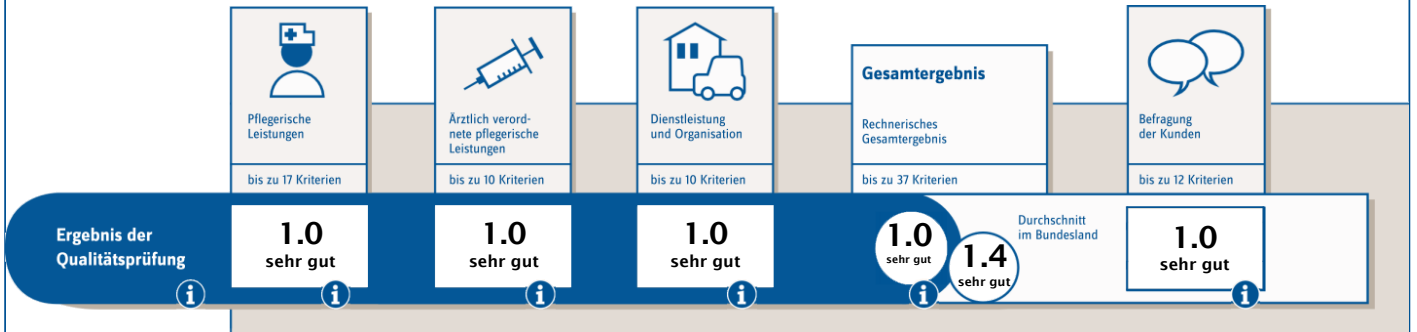 Pflegerische
Leistungen
bis zu 17 Kriterien
Ärztlich verord-
nete pflegerische
Leistungen
bis zu 10 Kriterien
Dienstleistung
und Organisation
bis zu 10 Kriterien
Gesamtergebnis
Rechnerisches
Gesamtergebnis
bis zu 37 Kriterien
Befragung
der Kunden
bis zu 12 Kriterien
Ergebnis der
Qualitätsprüfung
i
1.0
sehr gut
i
1.0
sehr gut
i
1.0
sehr gut
i
1.0
sehr gut
i
Durchschnitt
im Bundesland
1.4
sehr gut
1.0
sehr gut
i